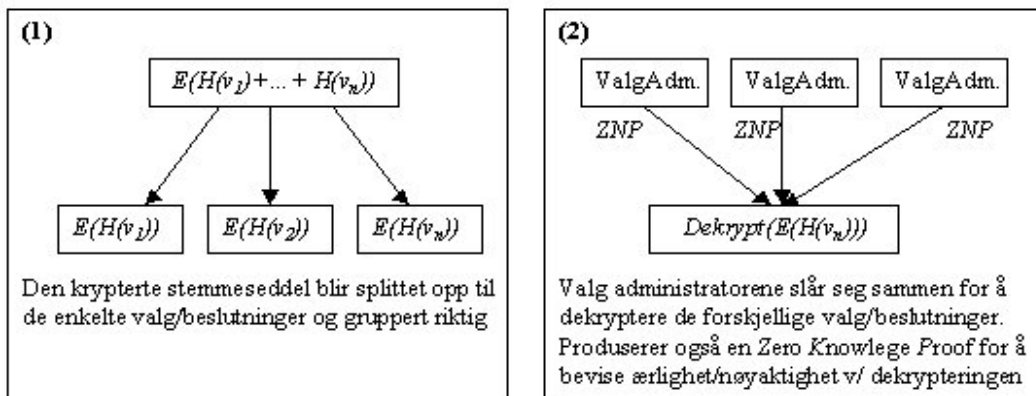 (1)
E(H(v1)+... + H(vn))
E(H(v1))
E(H(v2))
E(H(vn))
Den krypterte stemmeseddel blir splittet opp til
de enkelte valg/beslutninger og gruppert riktig
(2)
ValgAdm.
ValgAdm.
ValgAdm.
ZNP
ZNP
ZNP
Dekrypt(E(H(vn)))
Valg administratorene slår seg sammen for å
dekryptere de forskjellige valg/beslutninger.
Produserer også en Zero Knowlege Proof for å
bevise ærlighet/nøyaktighet v/ dekrypteringen